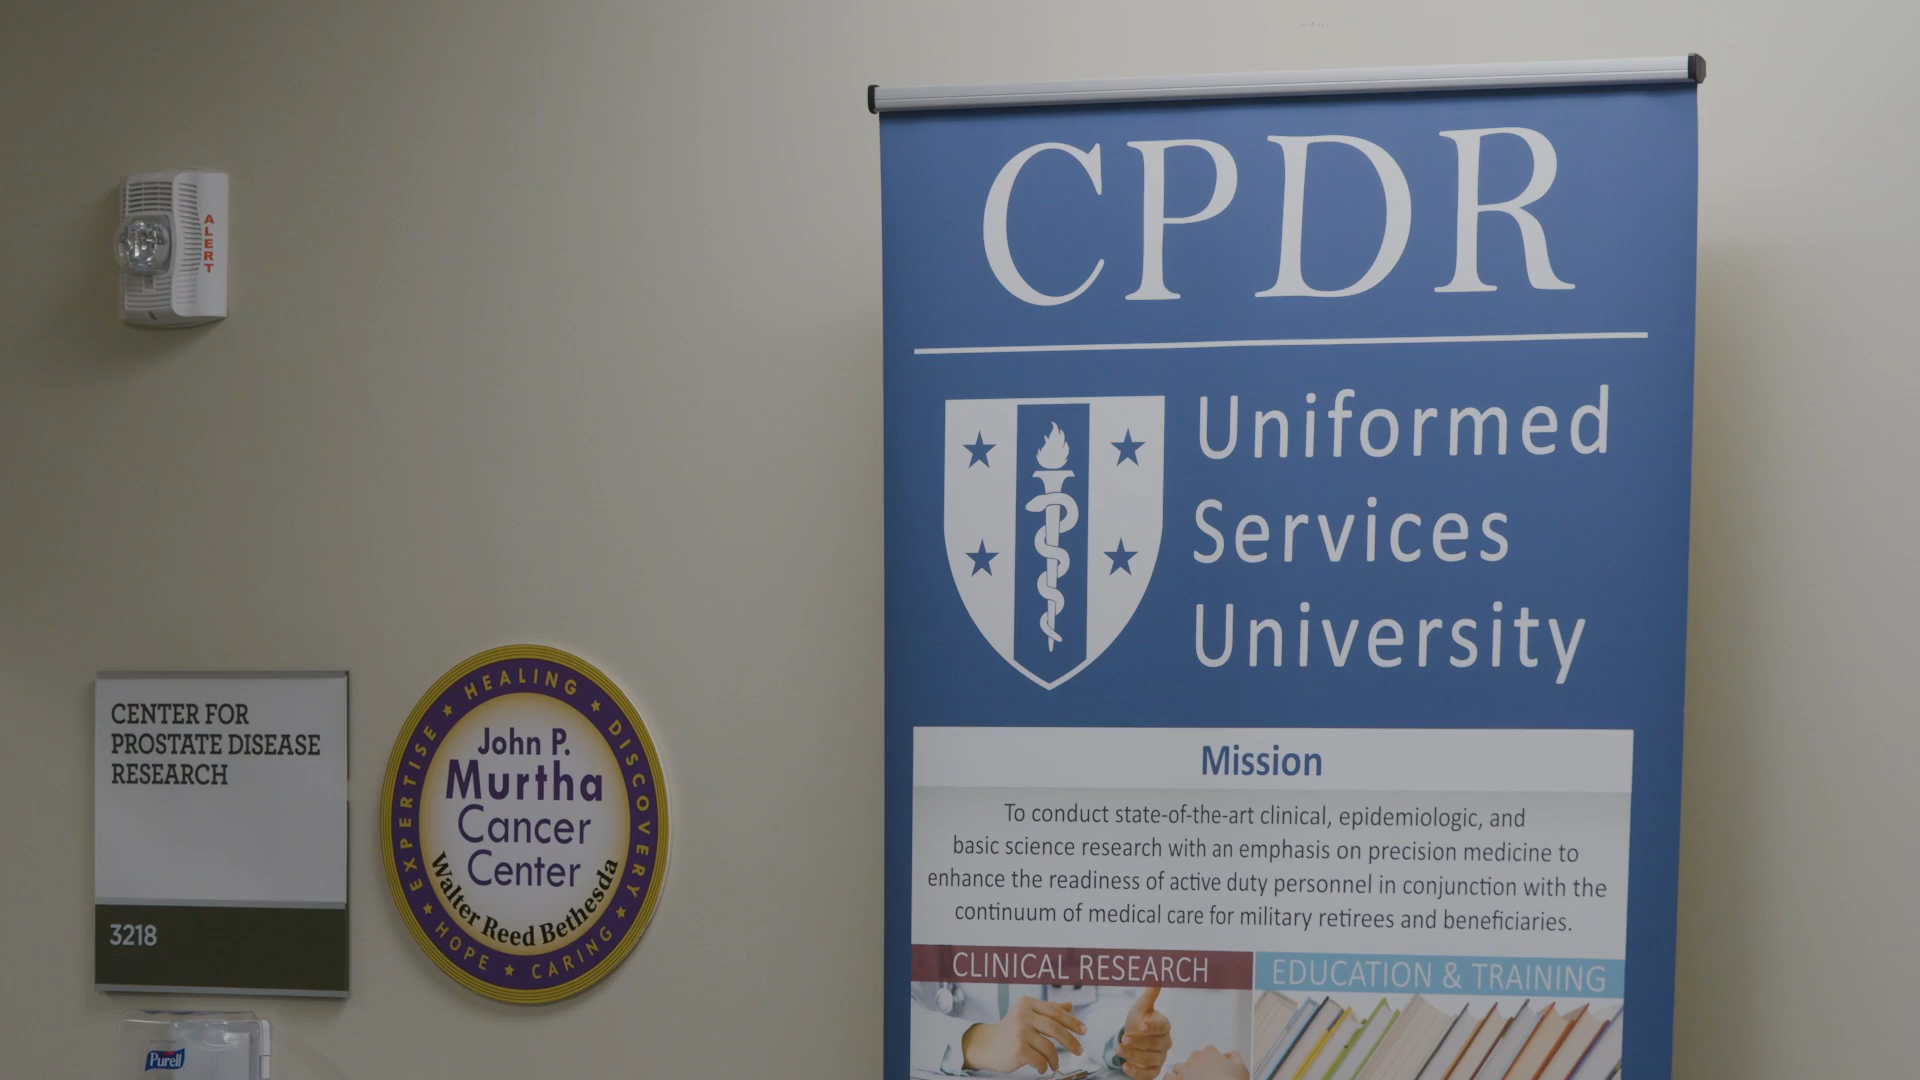 ALERT
CENTER FOR
PROSTATE DISEASE
RESEARCH
3218
Purell
HEALING ★ DISCOVERY ★ CARING ★ HOPE ★ EXPERTISE ★
John P.
Murtha
Cancer
Center
Walter Reed Bethesda
CPDR
Uniformed
Services
University
Mission
To conduct state-of-the-art clinical, epidemiologic, and
basic science research with an emphasis on precision medicine to
enhance the readiness of active duty personnel in conjunction with the
continuum of medical care for military retirees and beneficiaries.
CLINICAL RESEARCH
EDUCATION & TRAINING